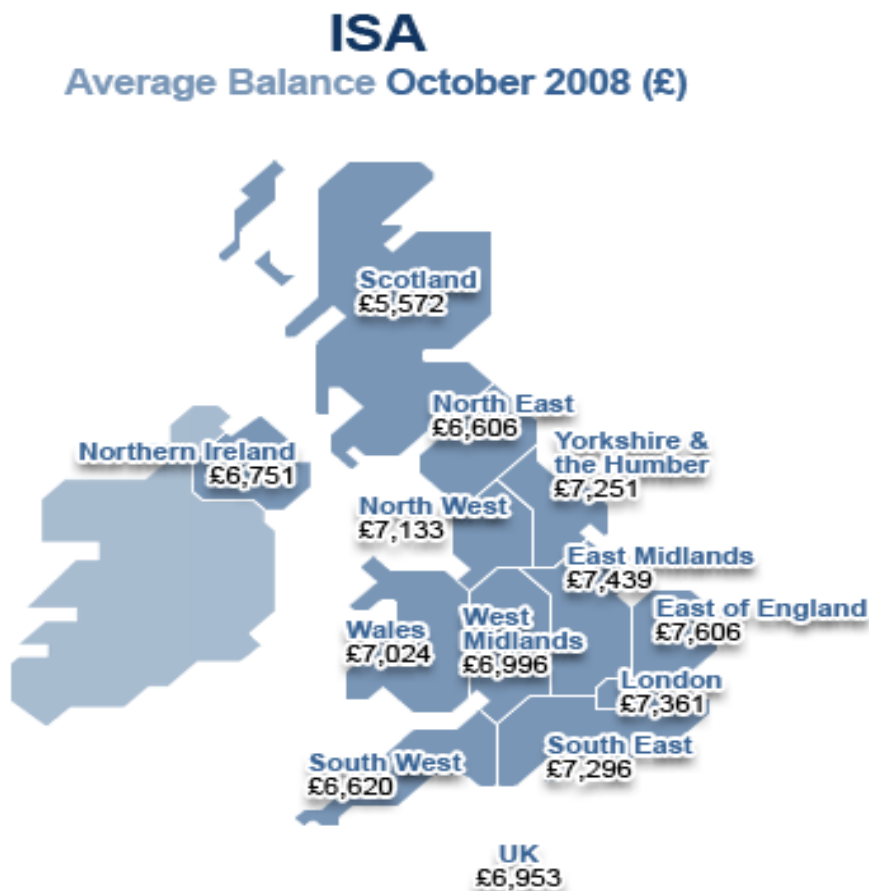 ISA
Average Balance October 2008 (£)
Scotland
£5,572
North East
£6,606
Northern Ireland
£6,751
Yorkshire &
the Humber
£7,251
North West
£7,133
East Midlands
£7,439
East of England
£7,606
Wales
£7,024
West
Midlands
£6,996
London
£7,361
South East
£7,296
South West
£6,620
UK
£6,953